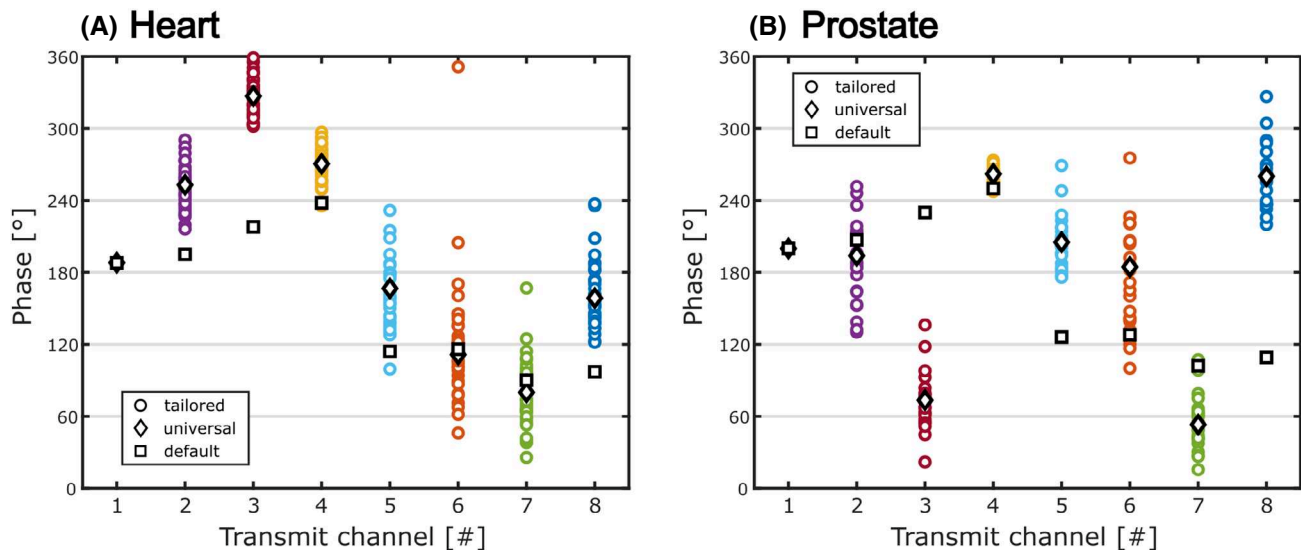 (A) Heart
360
300
240
180
120
60
0
Phase [°]
tailored
universal
default
1 2 3 4 5 6 7 8
Transmit channel [#]
(B) Prostate
360
300
240
180
120
60
0
Phase [°]
tailored
universal
default
1 2 3 4 5 6 7 8
Transmit channel [#]